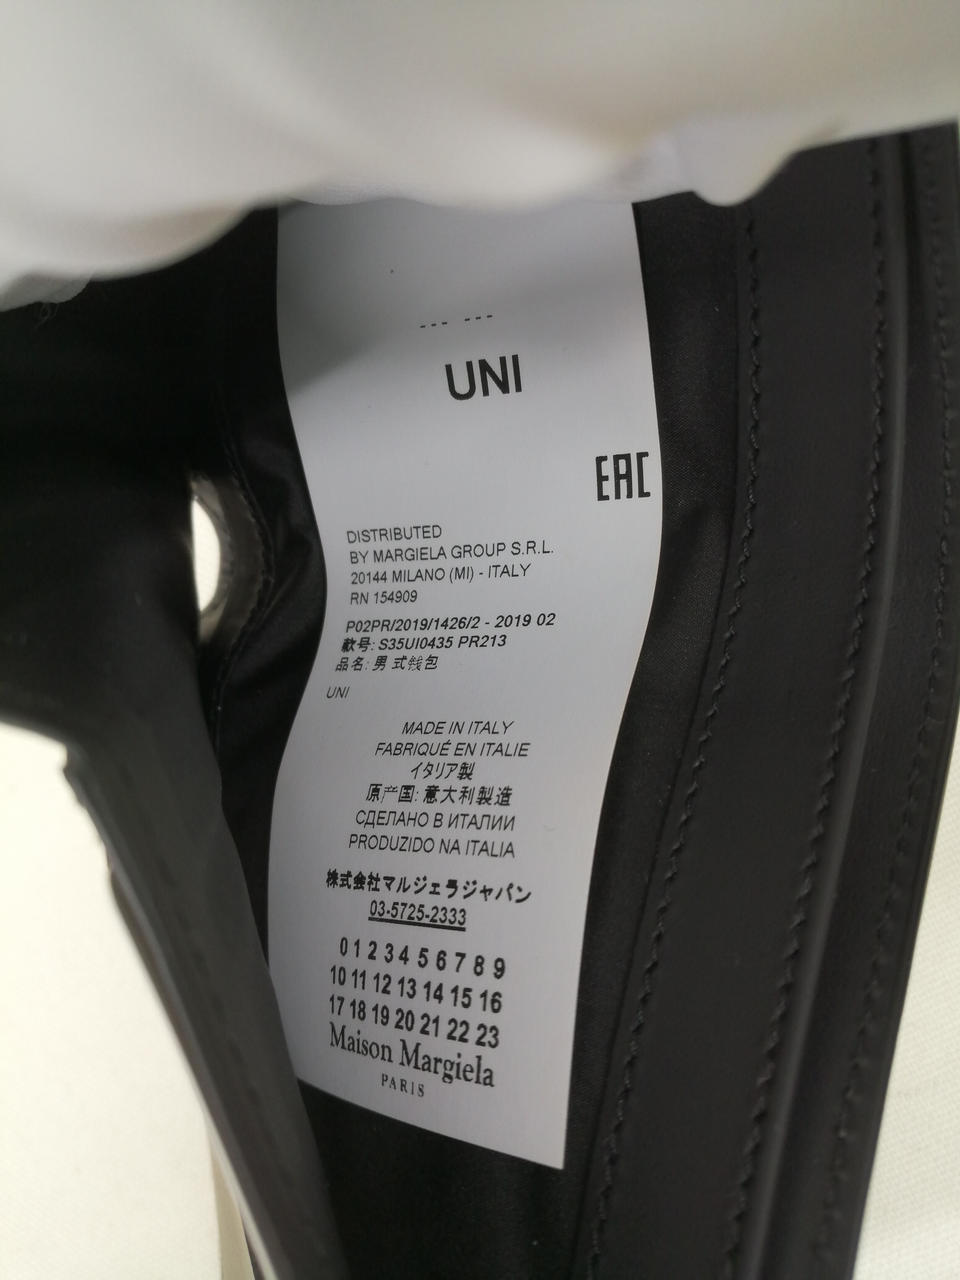 --- ---
UNI
EAC
DISTRIBUTED
BY MARGIELA GROUP S.R.L.
20144 MILANO (MI) - ITALY
RN 154909
P02PR/2019/1426/2 - 2019 02
款号: S35UI0435 PR213
品名: 男 式钱包
UNI
MADE IN ITALY
FABRIQUÉ EN ITALIE
イタリア製
原产国: 意大利製造
СДЕЛАНО В ИТАЛИИ
PRODUZIDO NA ITALIA
株式会社マルジェラジャパン
03-5725-2333
0 1 2 3 4 5 6 7 8 9
10 11 12 13 14 15 16
17 18 19 20 21 22 23
Maison Margiela
PARIS